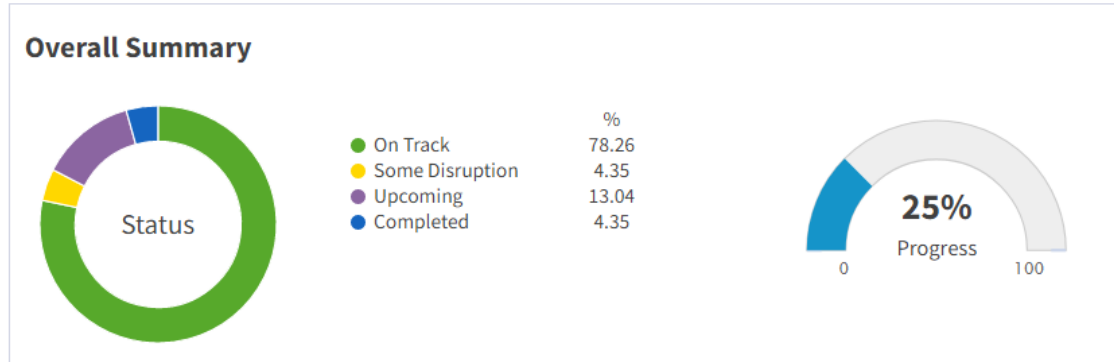 Overall Summary
Status
%
On Track 78.26
Some Disruption 4.35
Upcoming 13.04
Completed 4.35
25%
Progress
0 100